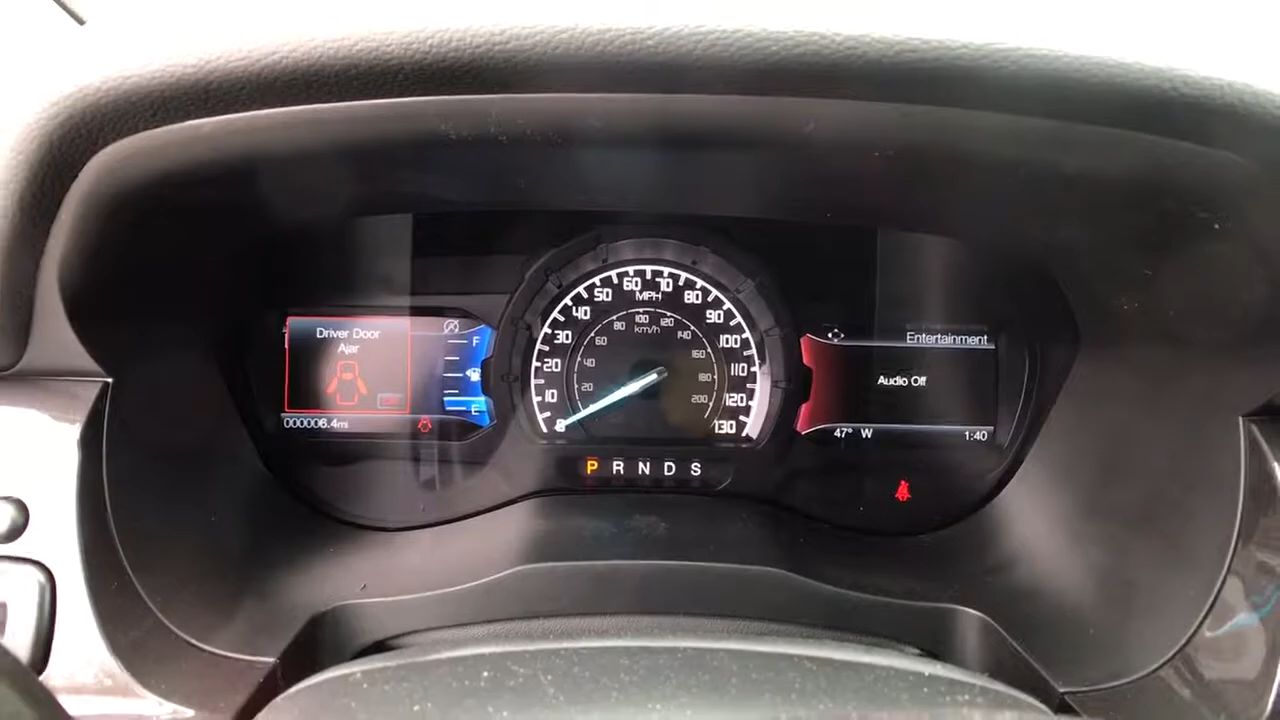 Driver Door
Ajar
000006.4mi
F
E
0
10
20
30
40
50
60
70
80
90
100
110
120
130
MPH
20
40
60
80
100
120
140
160
180
200
km/h
P R N D S
Entertainment
Audio Off
47° W
1:40